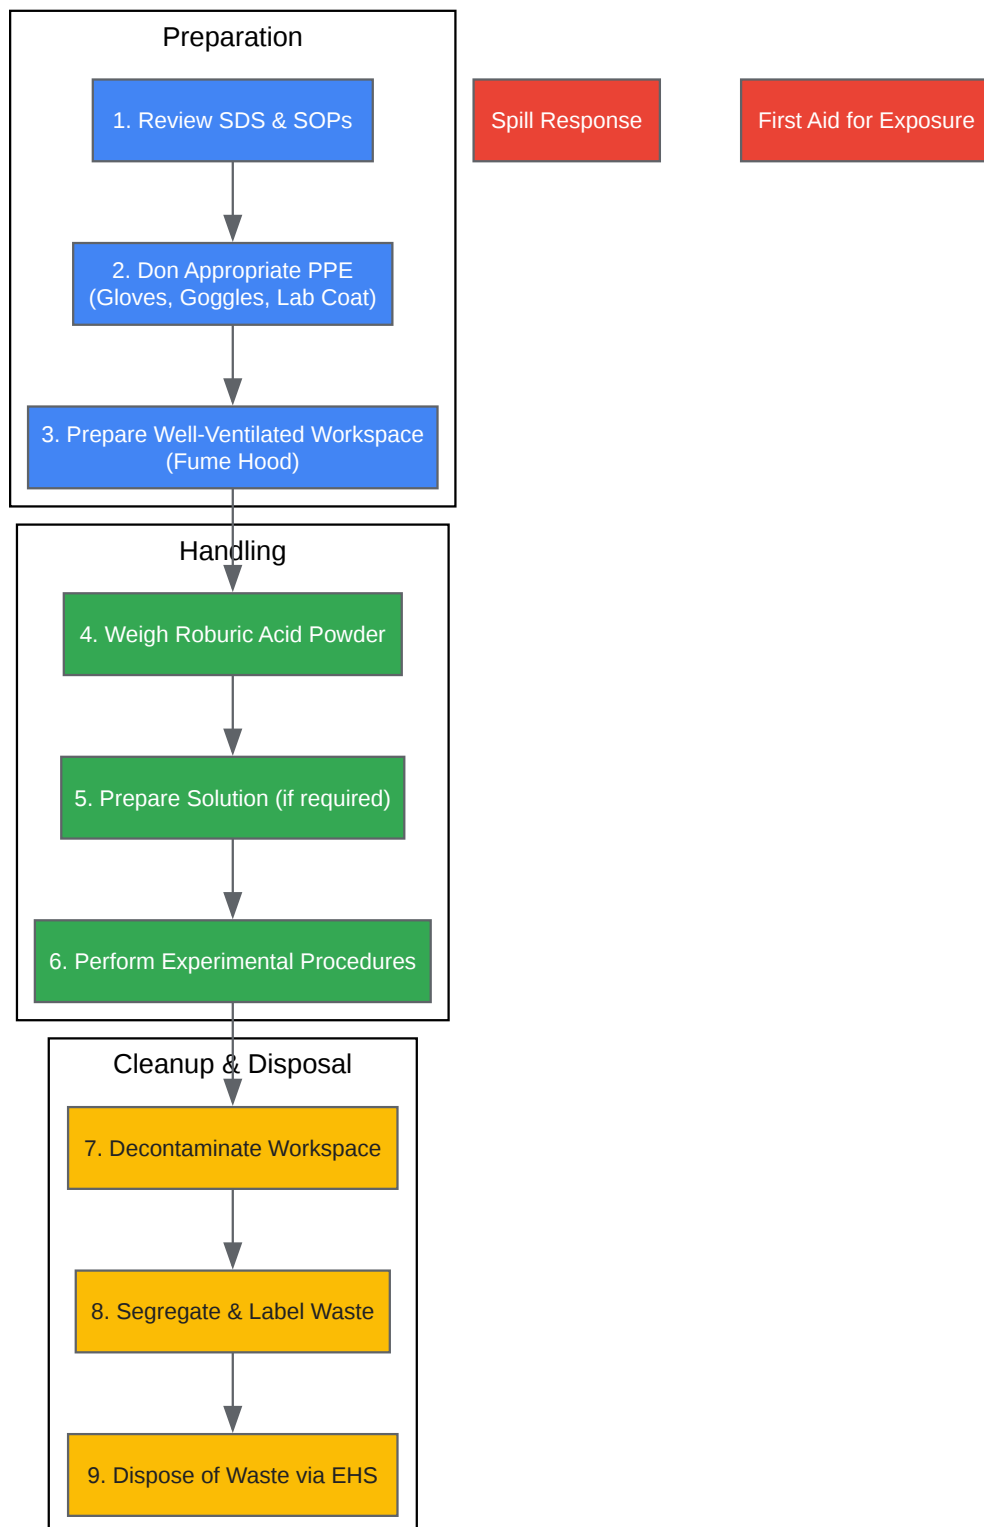 Preparation
1. Review SDS & SOPs
Spill Response
First Aid for Exposure
2. Don Appropriate PPE
(Gloves, Goggles, Lab Coat)
3. Prepare Well-Ventilated Workspace
(Fume Hood)
Handling
4. Weigh Roburic Acid Powder
5. Prepare Solution (if required)
6. Perform Experimental Procedures
Cleanup & Disposal
7. Decontaminate Workspace
8. Segregate & Label Waste
9. Dispose of Waste via EHS